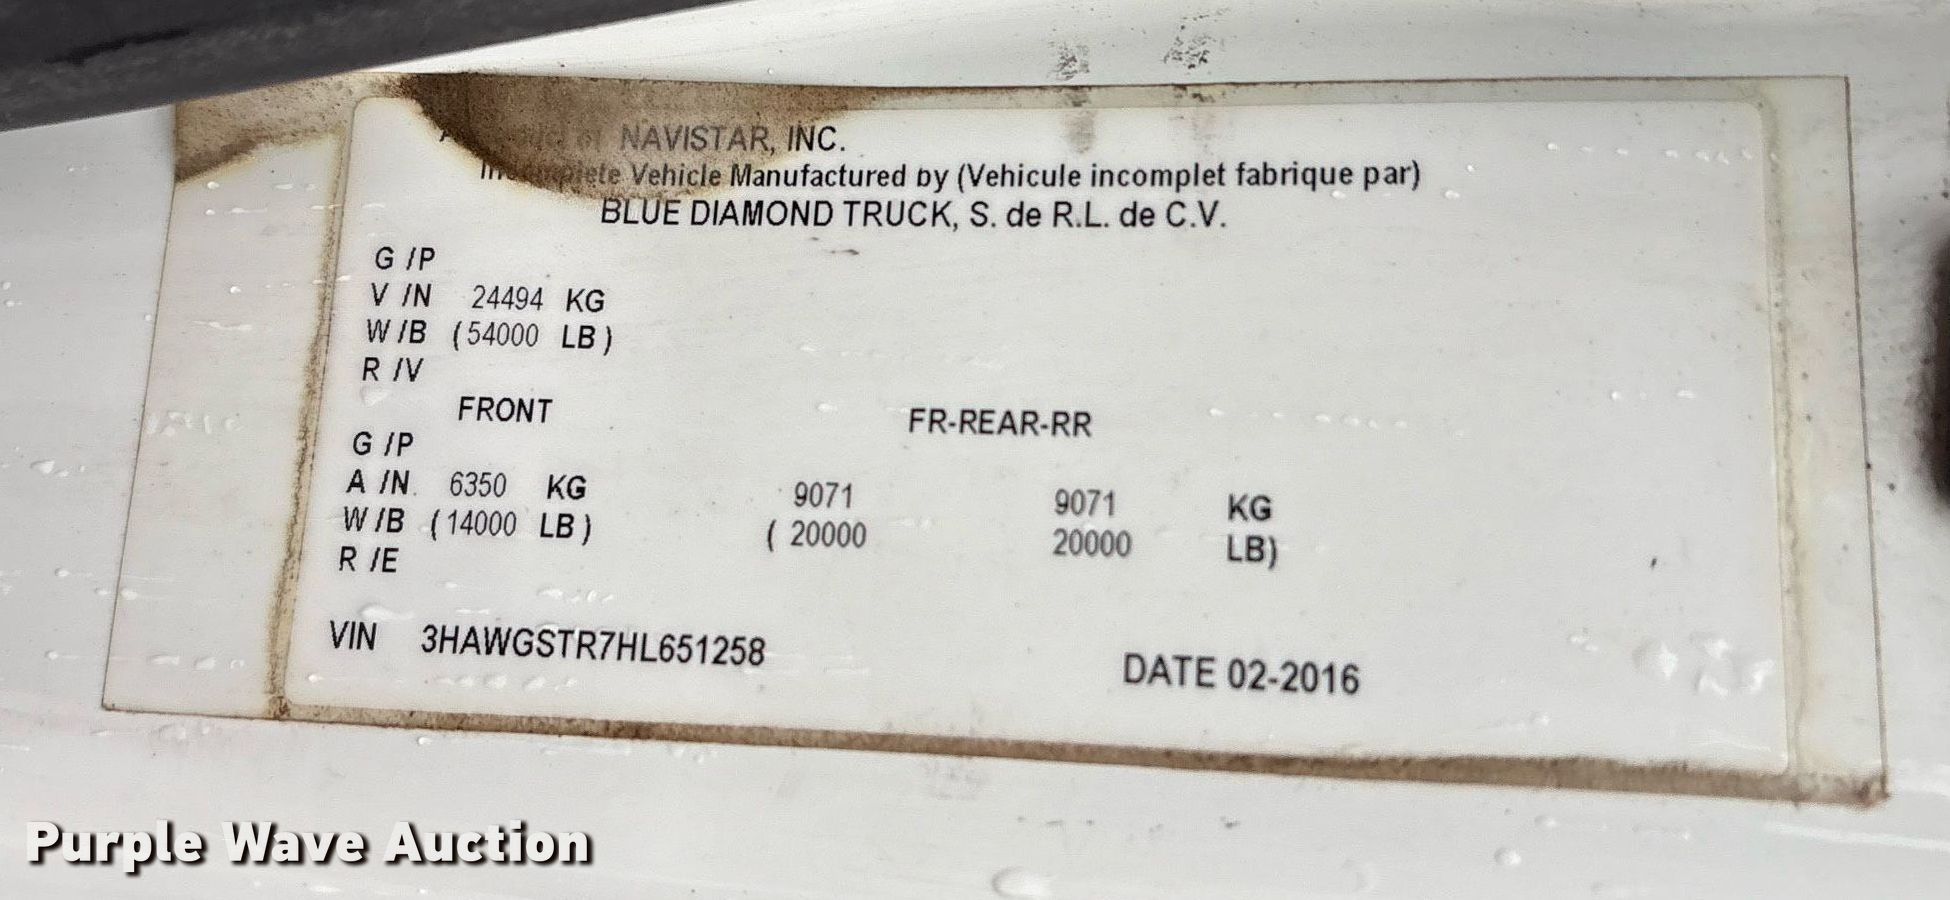 of NAVISTAR, INC.
Incomplete Vehicle Manufactured by (Vehicule incomplet fabrique par)
BLUE DIAMOND TRUCK, S. de R.L. de C.V.
G /P
V /N 24494 KG
W /B (54000 LB)
R /V
FRONT FR-REAR-RR
G /P
A /N 6350 KG 9071 9071 KG
W /B (14000 LB) (20000 20000 LB)
R /E
VIN 3HAWGSTR7HL651258 DATE 02-2016
Purple Wave Auction